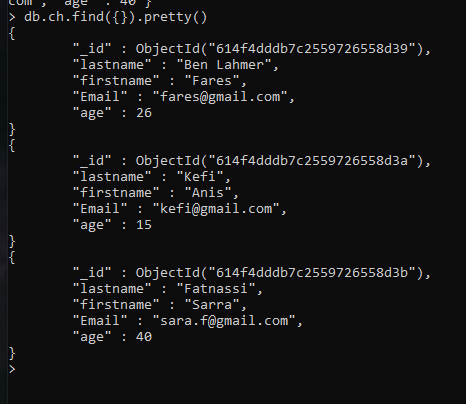 com", "age" : 40 }
> db.ch.find({}).pretty()
{
"_id" : ObjectId("614f4dddb7c2559726558d39"),
"lastname" : "Ben Lahmer",
"firstname" : "Fares",
"Email" : "fares@gmail.com",
"age" : 26
}
{
"_id" : ObjectId("614f4dddb7c2559726558d3a"),
"lastname" : "Kefi",
"firstname" : "Anis",
"Email" : "kefi@gmail.com",
"age" : 15
}
{
"_id" : ObjectId("614f4dddb7c2559726558d3b"),
"lastname" : "Fatnassi",
"firstname" : "Sarra",
"Email" : "sara.f@gmail.com",
"age" : 40
}
>